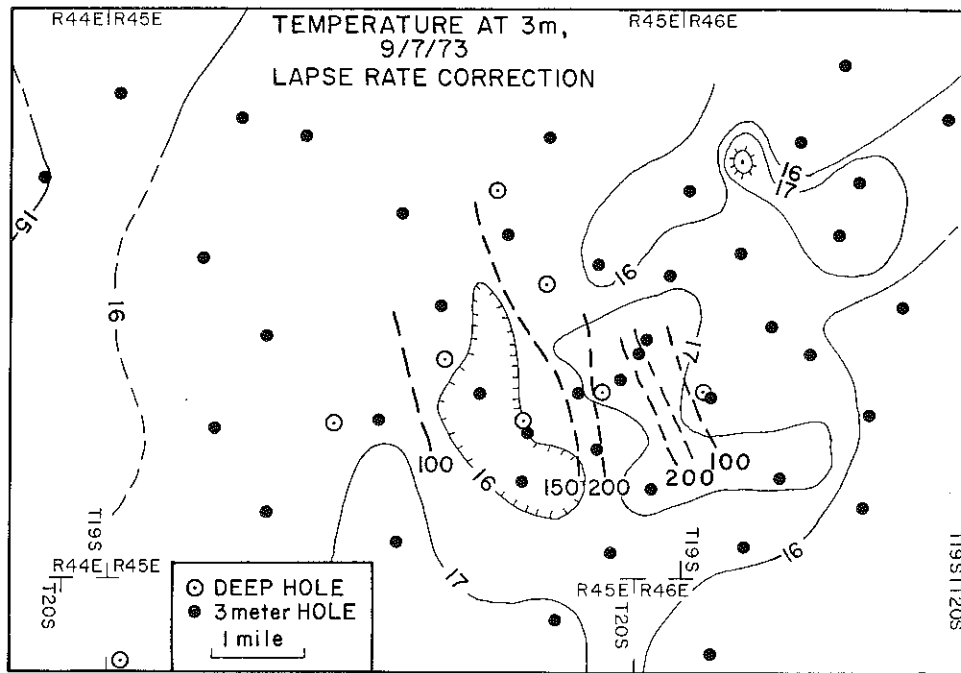 R44E R45E
TEMPERATURE AT 3m,
9/7/73
LAPSE RATE CORRECTION
R45E R46E
16
17
15
16
16
17
100
16
150
200
200
100
16
17
T19S
R44E R45E
T20S
T19S
R45E R46E
T20S
T19S T20S
DEEP HOLE
3 meter HOLE
1 mile